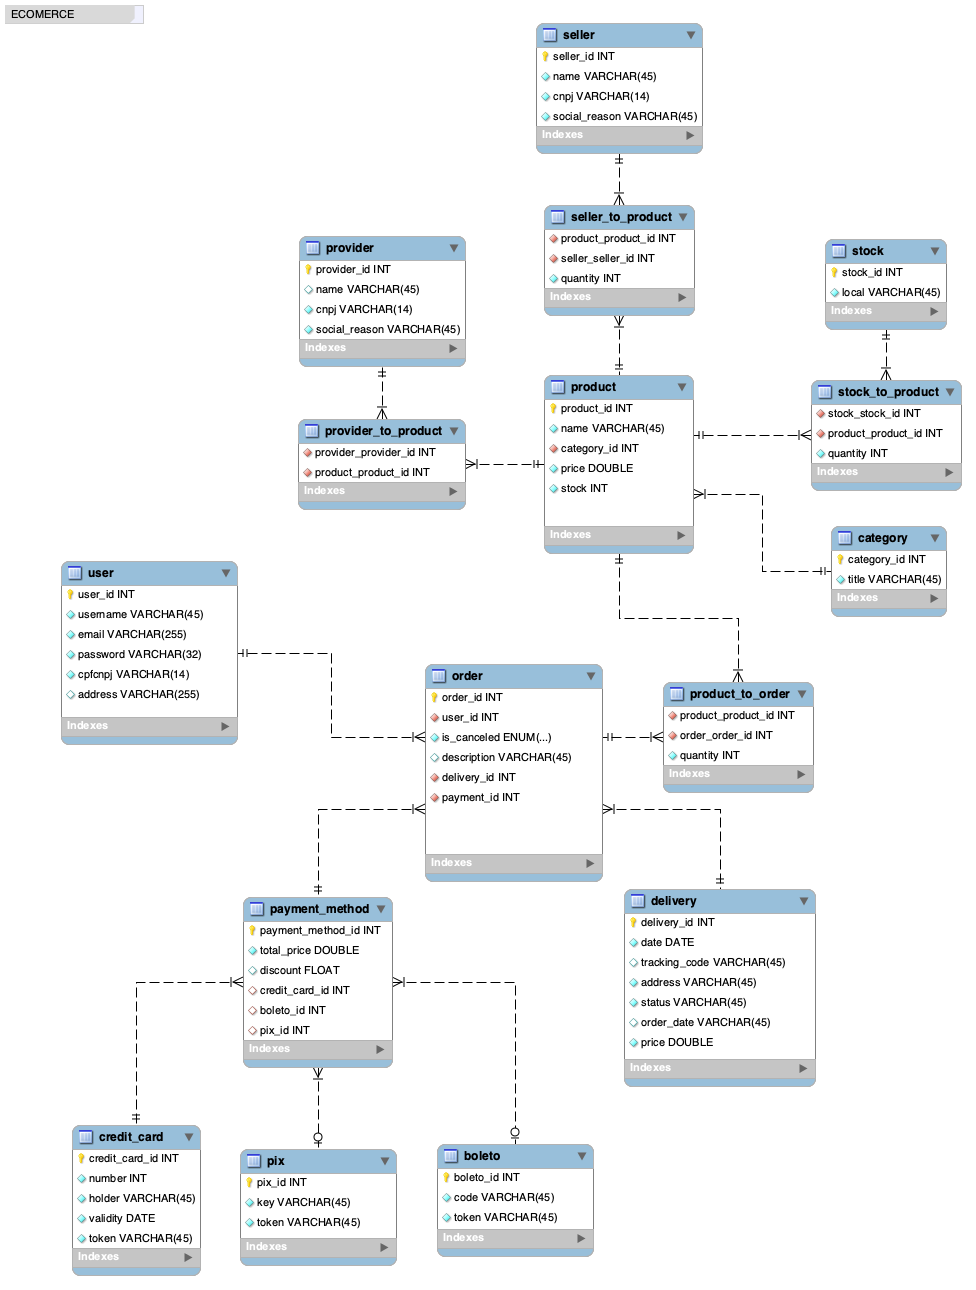 ECOMERCE
seller
seller_id INT
name VARCHAR(45)
cnpj VARCHAR(14)
social_reason VARCHAR(45)
Indexes
seller_to_product
product_product_id INT
seller_seller_id INT
quantity INT
Indexes
provider
provider_id INT
name VARCHAR(45)
cnpj VARCHAR(14)
social_reason VARCHAR(45)
Indexes
stock
stock_id INT
local VARCHAR(45)
Indexes
provider_to_product
provider_provider_id INT
product_product_id INT
Indexes
product
product_id INT
name VARCHAR(45)
category_id INT
price DOUBLE
stock INT
Indexes
stock_to_product
stock_stock_id INT
product_product_id INT
quantity INT
Indexes
category
category_id INT
title VARCHAR(45)
Indexes
user
user_id INT
username VARCHAR(45)
email VARCHAR(255)
password VARCHAR(32)
cpfcnpj VARCHAR(14)
address VARCHAR(255)
Indexes
order
order_id INT
user_id INT
is_canceled ENUM(...)
description VARCHAR(45)
delivery_id INT
payment_id INT
Indexes
product_to_order
product_product_id INT
order_order_id INT
quantity INT
Indexes
payment_method
payment_method_id INT
total_price DOUBLE
discount FLOAT
credit_card_id INT
boleto_id INT
pix_id INT
Indexes
delivery
delivery_id INT
date DATE
tracking_code VARCHAR(45)
address VARCHAR(45)
status VARCHAR(45)
order_date VARCHAR(45)
price DOUBLE
Indexes
credit_card
credit_card_id INT
number INT
holder VARCHAR(45)
validity DATE
token VARCHAR(45)
Indexes
pix
pix_id INT
key VARCHAR(45)
token VARCHAR(45)
Indexes
boleto
boleto_id INT
code VARCHAR(45)
token VARCHAR(45)
Indexes